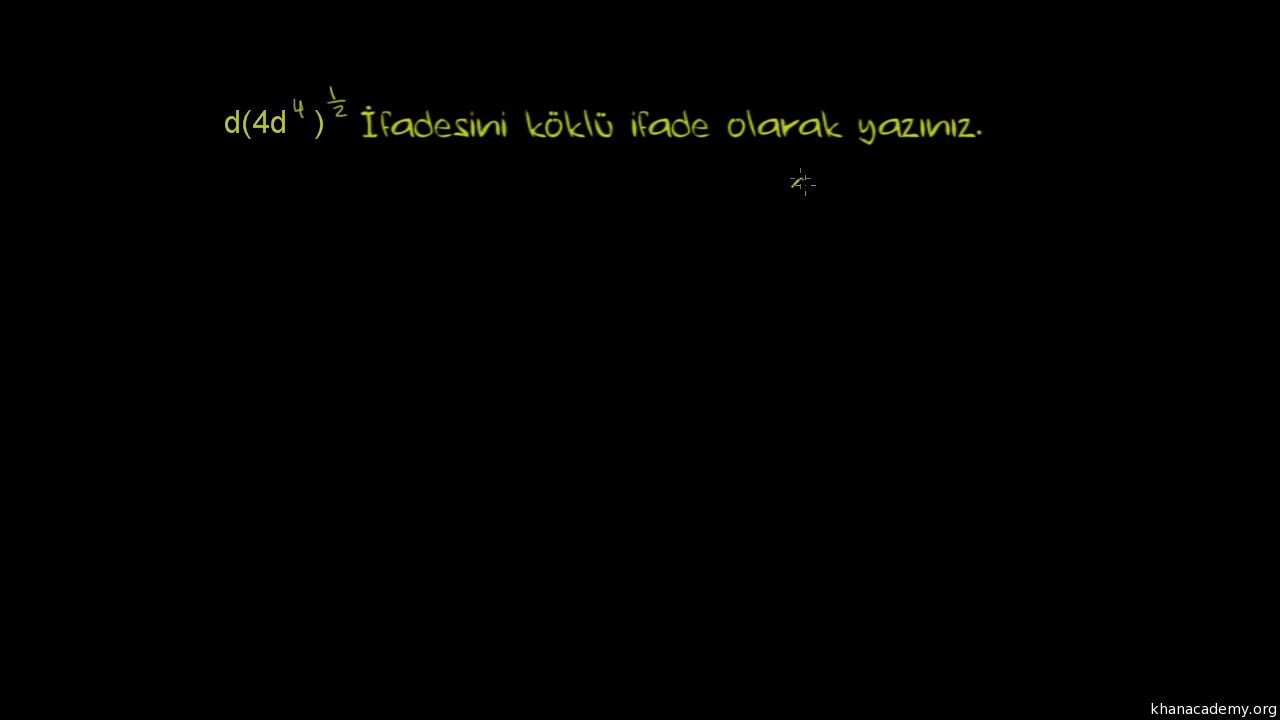 d(4d⁴)^½ İfadesini köklü ifade olarak yazınız.
khanacademy.org